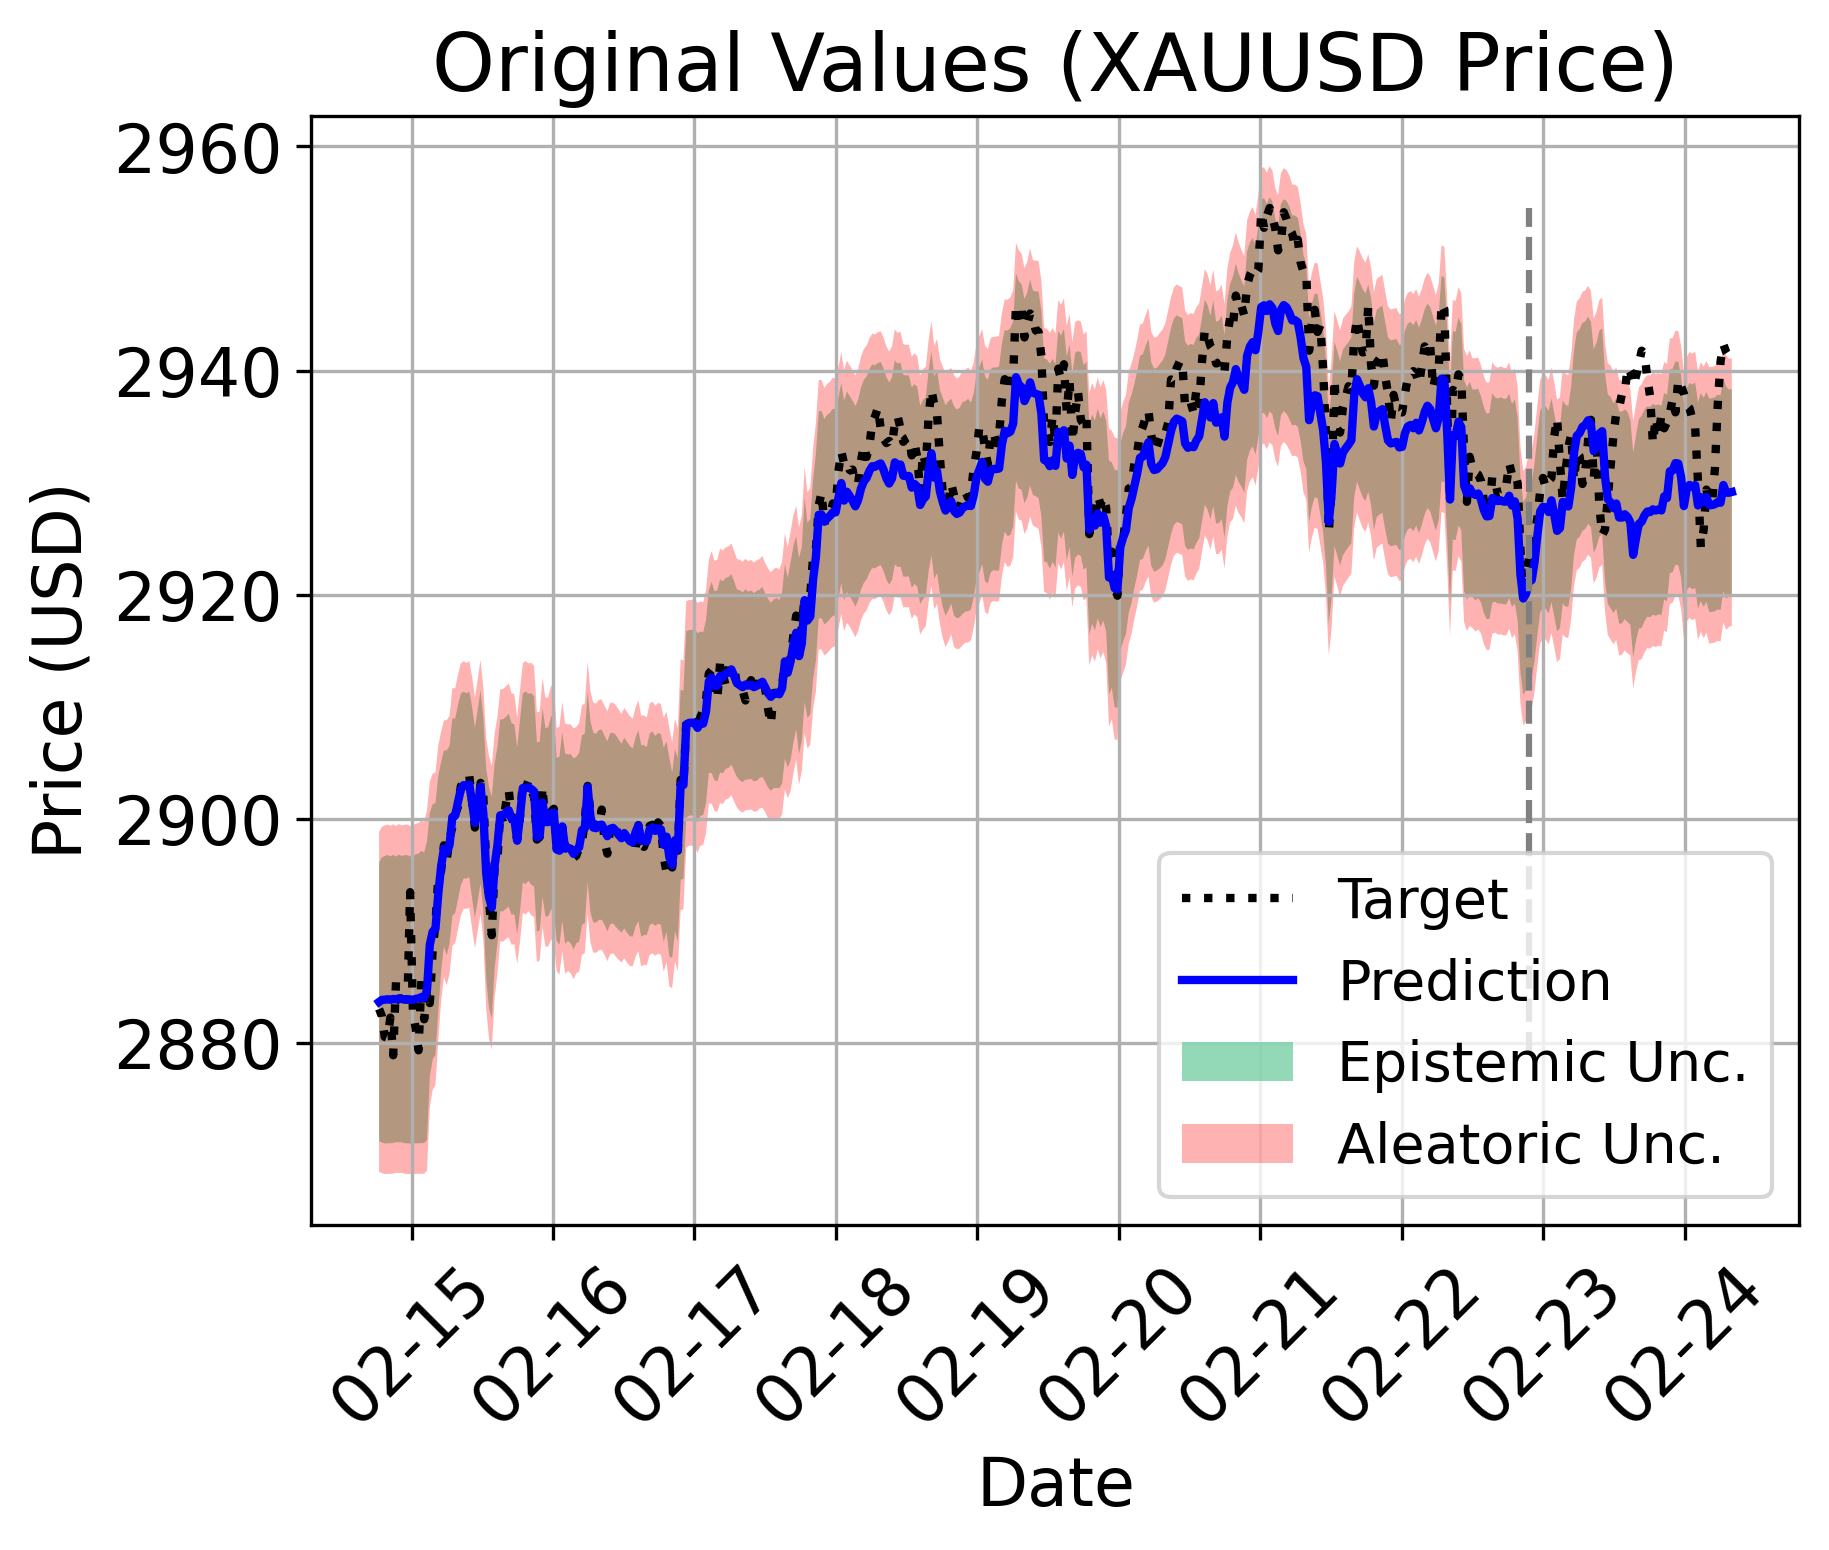 Original Values (XAUUSD Price)
Price (USD)
2960
2940
2920
2900
2880
Target
Prediction
Epistemic Unc.
Aleatoric Unc.
02-15
02-16
02-17
02-18
02-19
02-20
02-21
02-22
02-23
02-24
Date